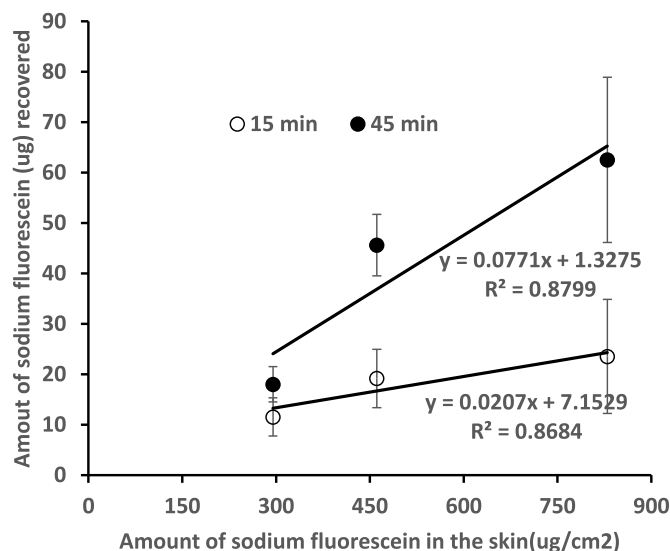 90
80
70
60
50
40
30
20
10
0
Amout of sodium fluorescein (ug) recovered
15 min 45 min
y = 0.0771x + 1.3275
R² = 0.8799
y = 0.0207x + 7.1529
R² = 0.8684
0 150 300 450 600 750 900
Amount of sodium fluorescein in the skin(ug/cm2)